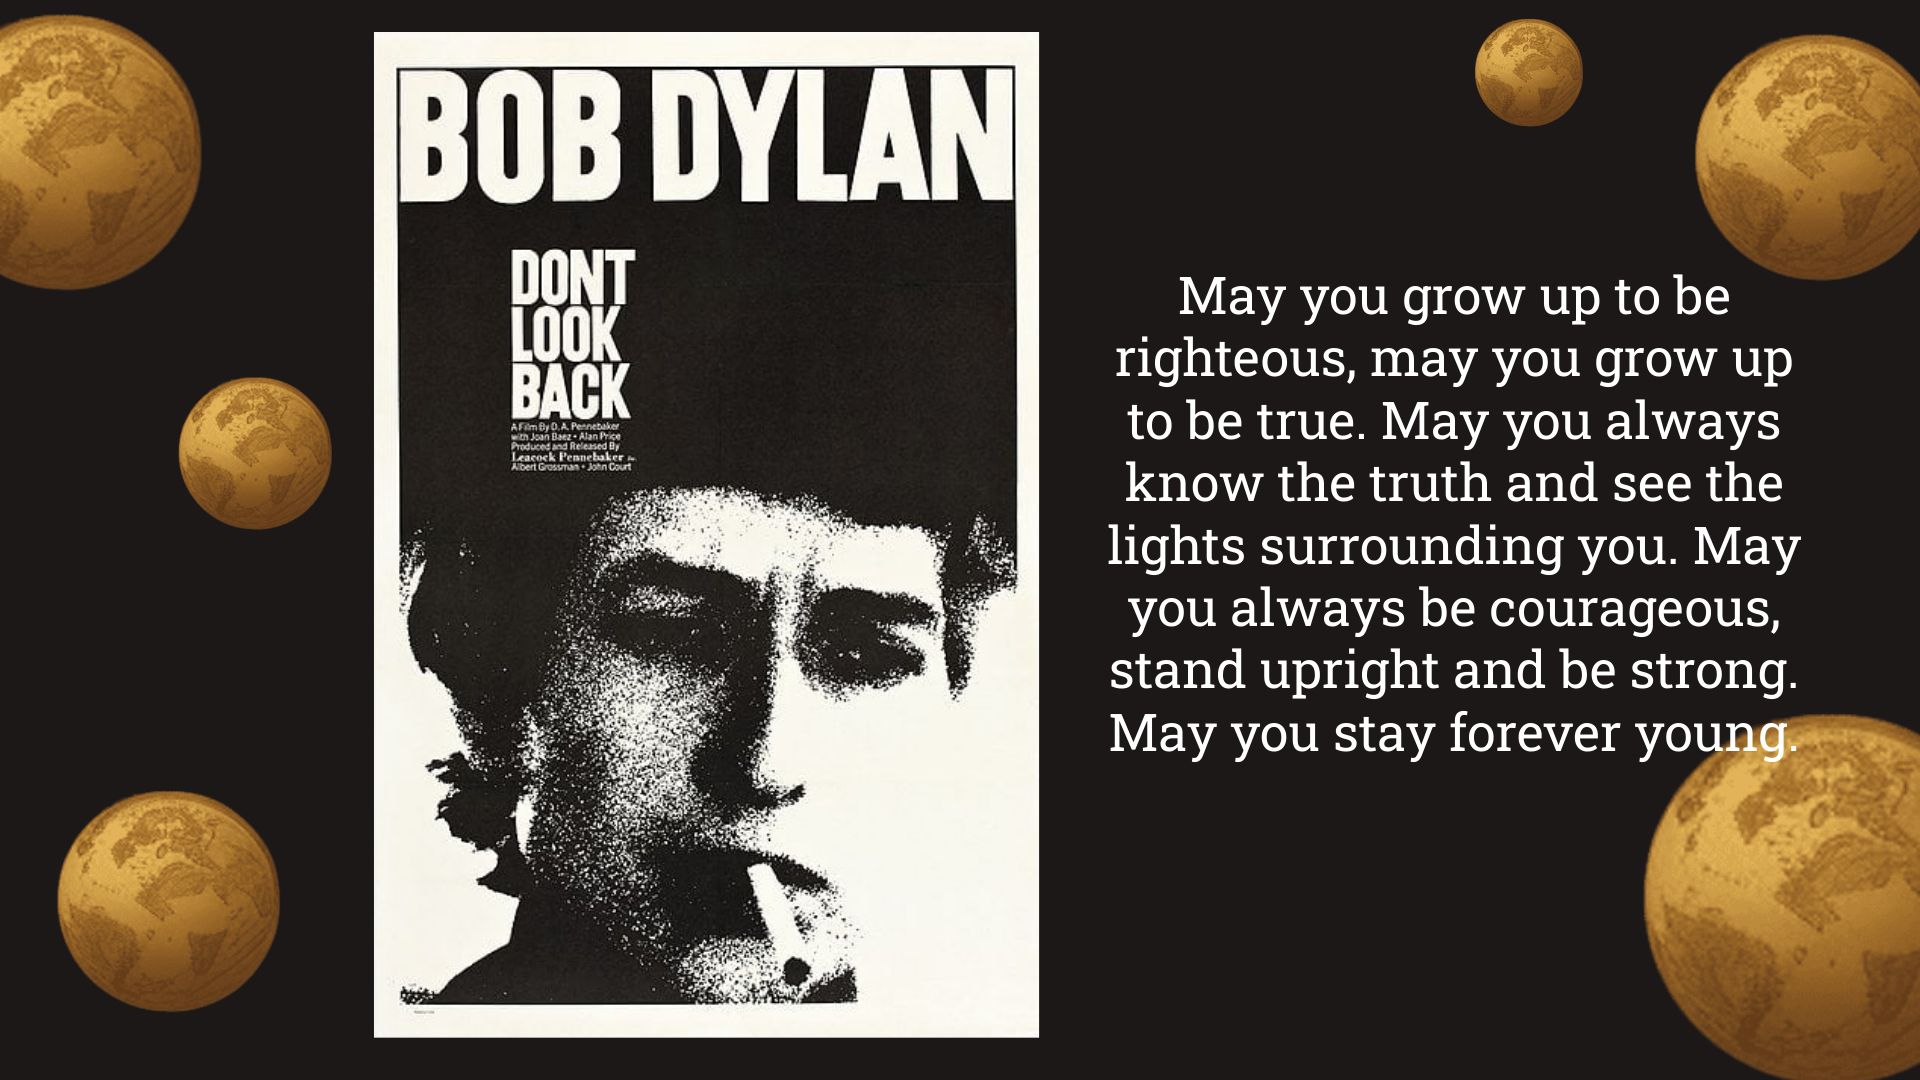 BOB DYLAN
DONT
LOOK
BACK
A Film By D. A. Pennebaker
with Joan Baez • Alan Price
Produced and Released By
Leacock Pennebaker Inc.
Albert Grossman • John Court
May you grow up to be
righteous, may you grow up
to be true. May you always
know the truth and see the
lights surrounding you. May
you always be courageous,
stand upright and be strong.
May you stay forever young.